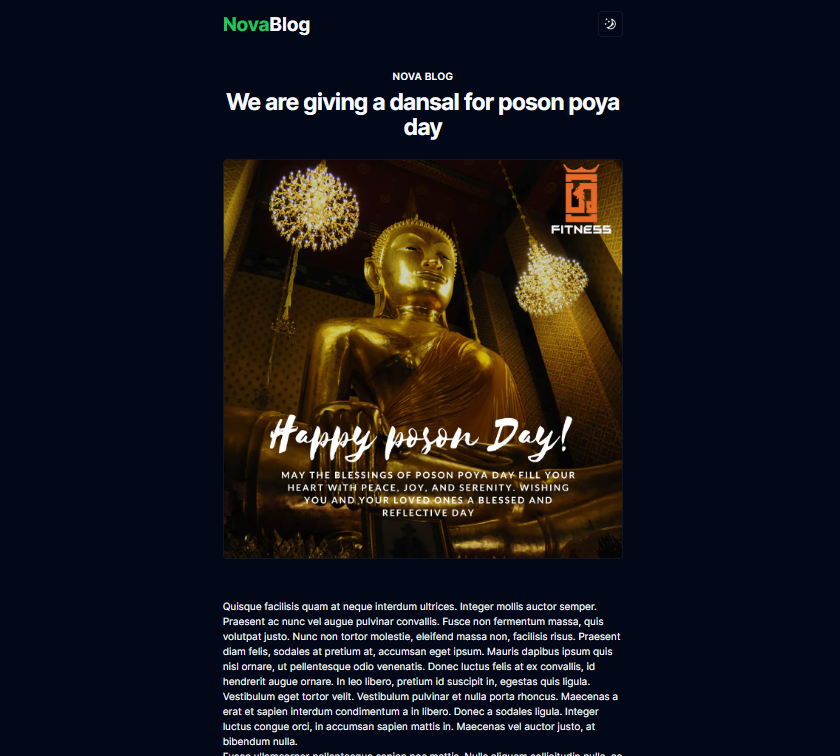 NovaBlog
NOVA BLOG
We are giving a dansal for poson poya
day
FITNESS
Happy poson Day!
MAY THE BLESSINGS OF POSON POYA DAY FILL YOUR
HEART WITH PEACE, JOY, AND SERENITY. WISHING
YOU AND YOUR LOVED ONES A BLESSED AND
REFLECTIVE DAY
Quisque facilisis quam at neque interdum ultrices. Integer mollis auctor semper.
Praesent ac nunc vel augue pulvinar convallis. Fusce non fermentum massa, quis
volutpat justo. Nunc non tortor molestie, eleifend massa non, facilisis risus. Praesent
diam felis, sodales at pretium at, accumsan eget ipsum. Mauris dapibus ipsum quis
nisl ornare, ut pellentesque odio venenatis. Donec luctus felis at ex convallis, id
hendrerit augue ornare. In leo libero, pretium id suscipit in, egestas quis ligula.
Vestibulum eget tortor velit. Vestibulum pulvinar et nulla porta rhoncus. Maecenas a
erat et sapien interdum condimentum a in libero. Donec a sodales ligula. Integer
luctus congue orci, in accumsan sapien mattis in. Maecenas vel auctor justo, at
bibendum nulla.